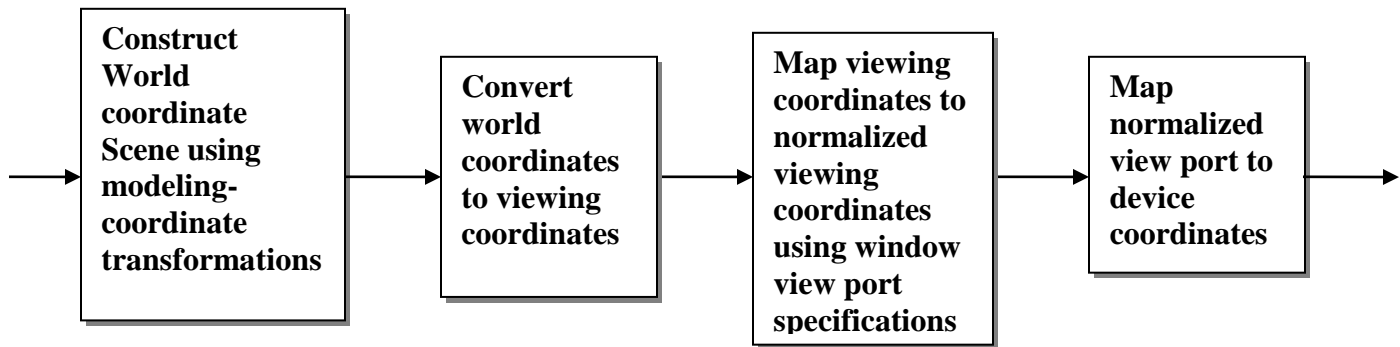 Construct
World
coordinate
Scene using
modeling-
coordinate
transformations
Convert
world
coordinates
to viewing
coordinates
Map viewing
coordinates to
normalized
viewing
coordinates
using window
view port
specifications
Map
normalized
view port to
device
coordinates